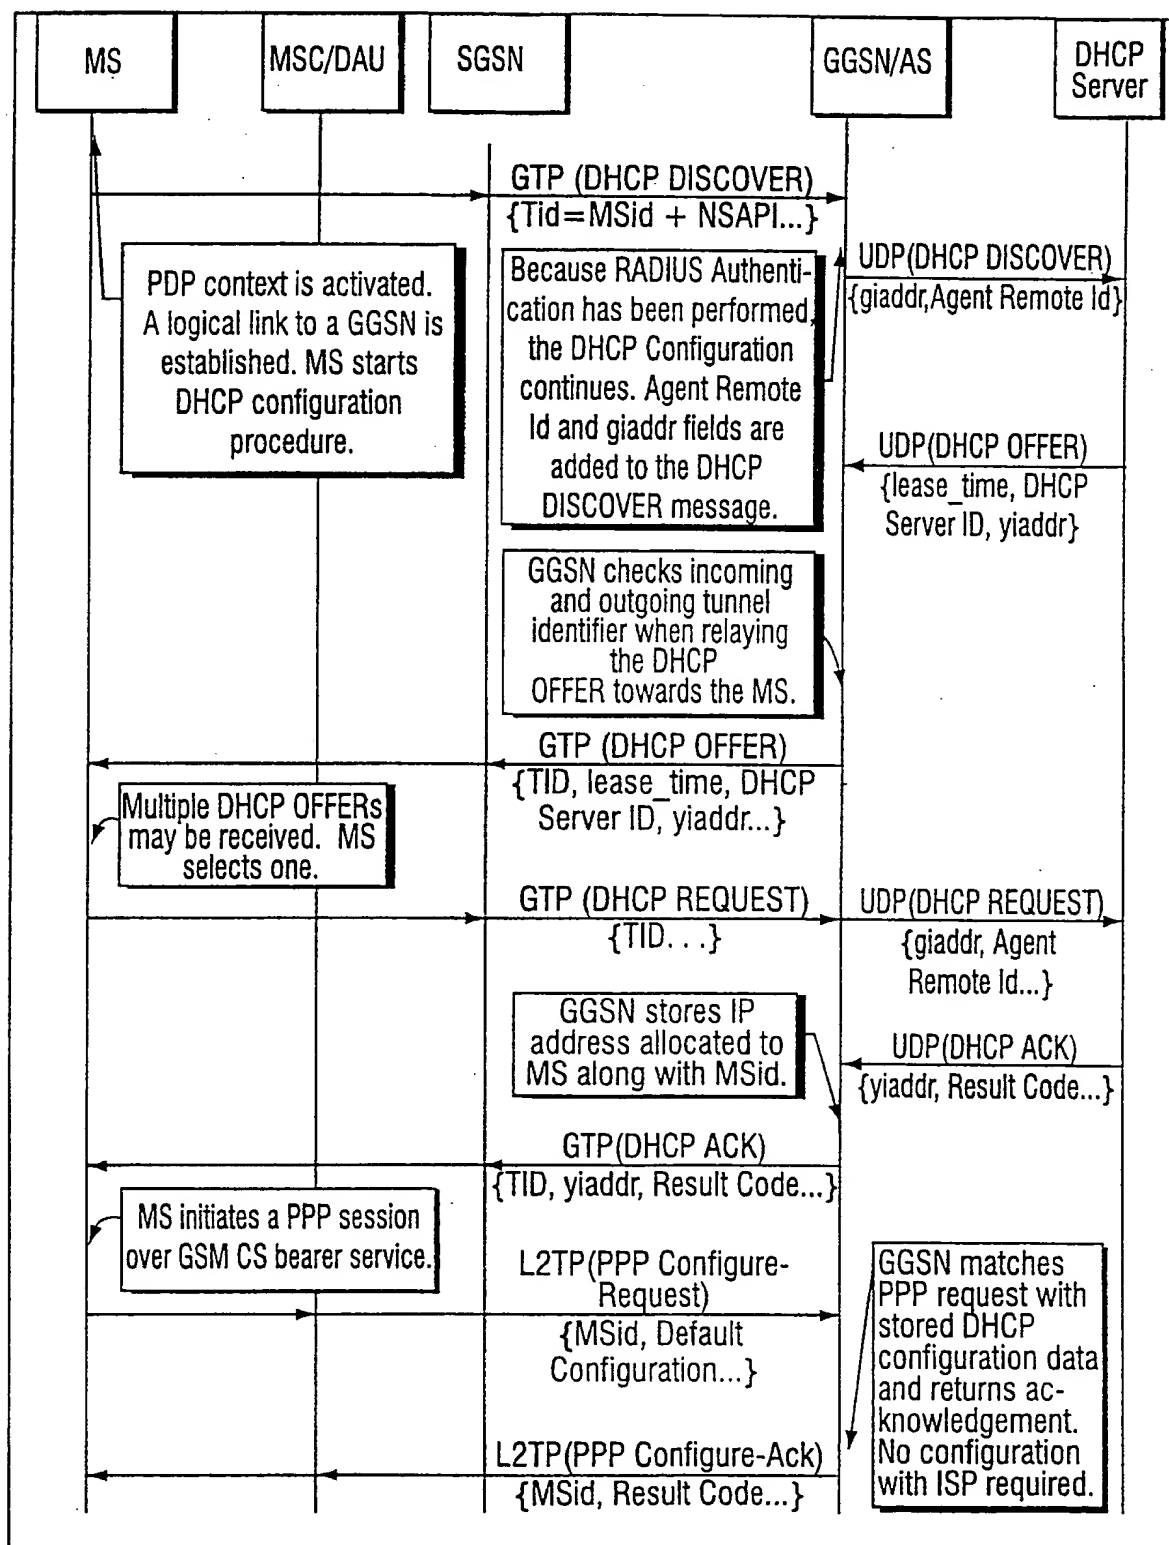 MS
MSC/DAU
SGSN
GGSN/AS
DHCP
Server
GTP (DHCP DISCOVER)
{Tid=MSid + NSAPI...}
PDP context is activated.
A logical link to a GGSN is
established. MS starts
DHCP configuration
procedure.
Because RADIUS Authenti-
cation has been performed,
the DHCP Configuration
continues. Agent Remote
Id and giaddr fields are
added to the DHCP
DISCOVER message.
UDP(DHCP DISCOVER)
{giaddr,Agent Remote Id}
UDP(DHCP OFFER)
{lease_time, DHCP
Server ID, yiaddr}
GGSN checks incoming
and outgoing tunnel
identifier when relaying
the DHCP
OFFER towards the MS.
GTP (DHCP OFFER)
{TID, lease_time, DHCP
Server ID, yiaddr...}
Multiple DHCP OFFERs
may be received. MS
selects one.
GTP (DHCP REQUEST)
{TID...}
UDP(DHCP REQUEST)
{giaddr, Agent
Remote Id...}
GGSN stores IP
address allocated to
MS along with MSid.
UDP(DHCP ACK)
{yiaddr, Result Code...}
GTP(DHCP ACK)
{TID, yiaddr, Result Code...}
MS initiates a PPP session
over GSM CS bearer service.
L2TP(PPP Configure-
Request)
{MSid, Default
Configuration...}
GGSN matches
PPP request with
stored DHCP
configuration data
and returns ac-
knowledgement.
No configuration
with ISP required.
L2TP(PPP Configure-Ack)
{MSid, Result Code...}